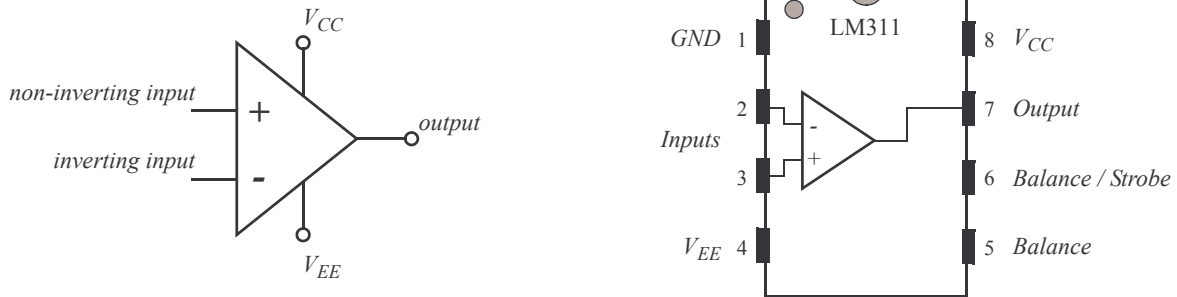 V_CC
non-inverting input
+
output
inverting input
-
V_EE
LM311
GND 1
8 V_CC
2
-
7 Output
Inputs
+
3
6 Balance / Strobe
V_EE 4
5 Balance